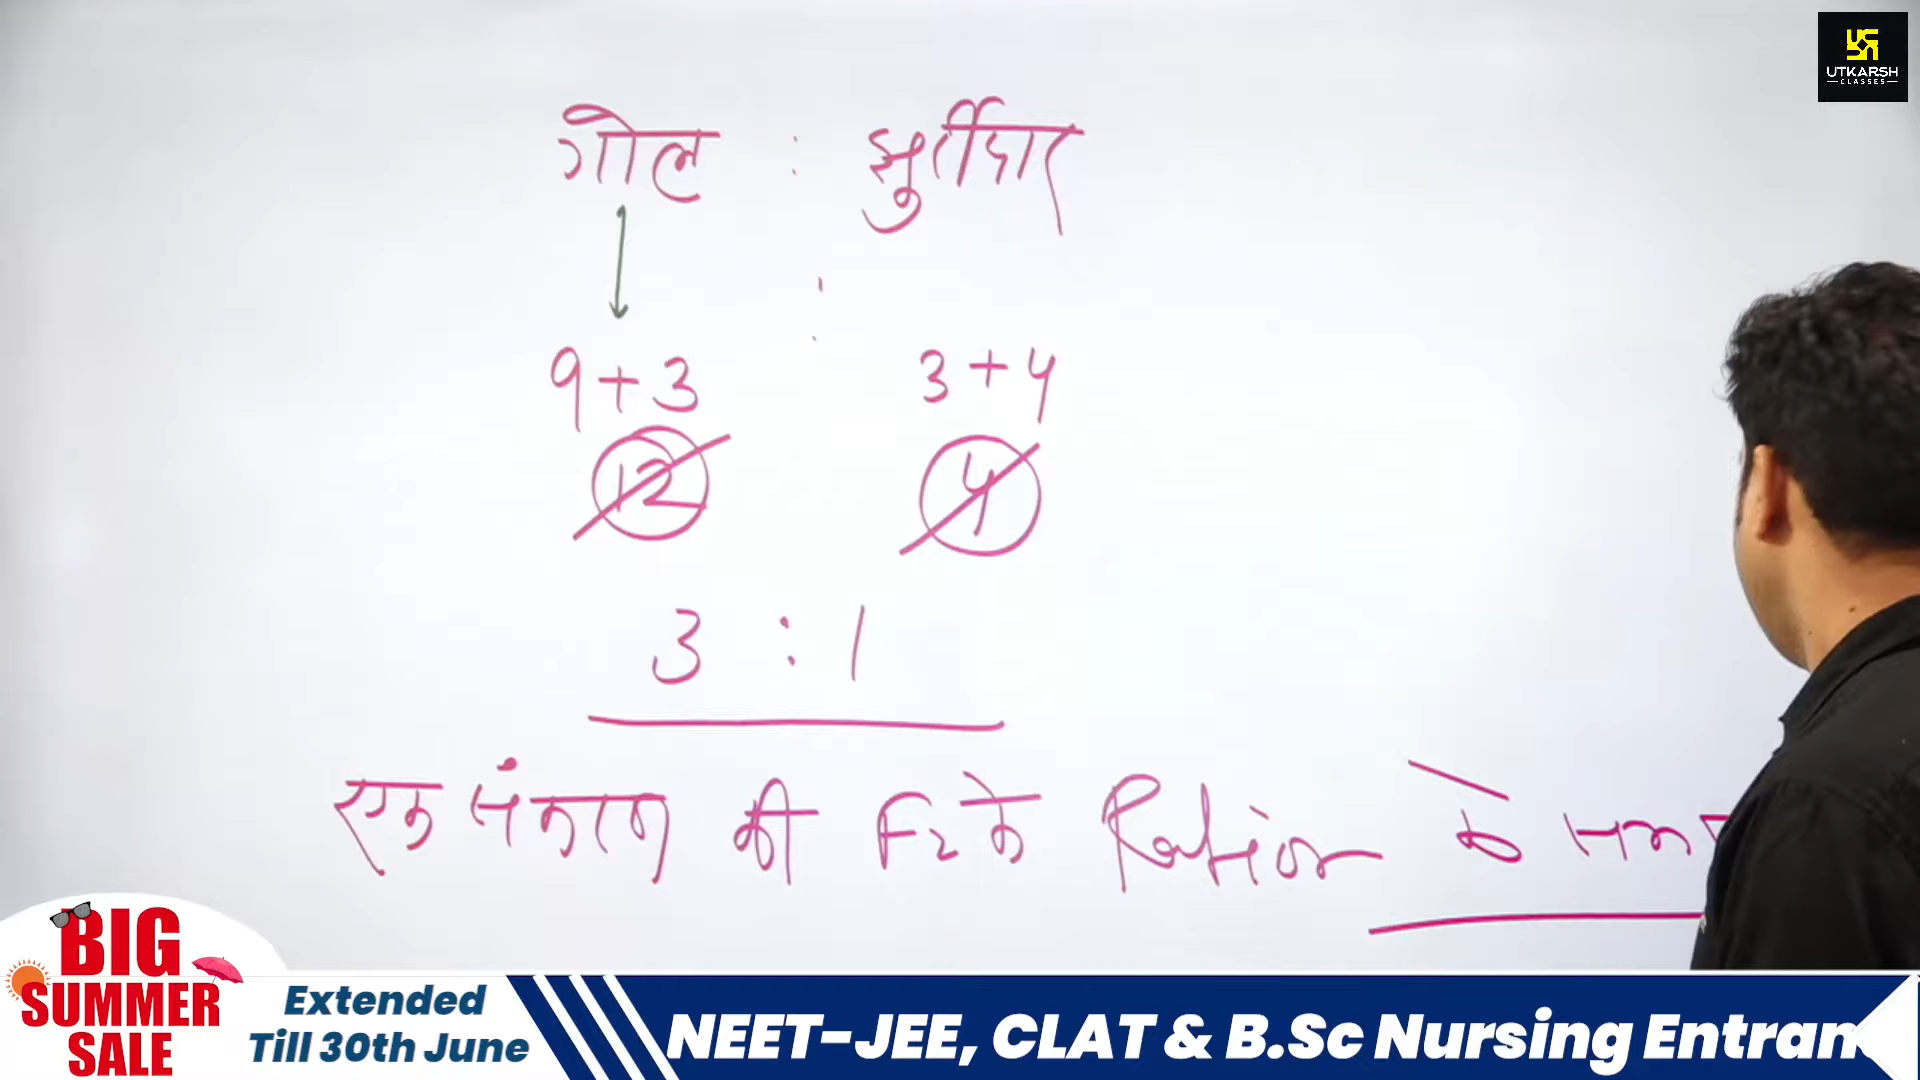 UTKARSH
CLASSES
गोल : झुर्रीदार
9+3 3+4
12 4
3 : 1
एक संकरण की F2 के Ration के
BIG
SUMMER
SALE
Extended
Till 30th June
NEET-JEE, CLAT & B.Sc Nursing Entran